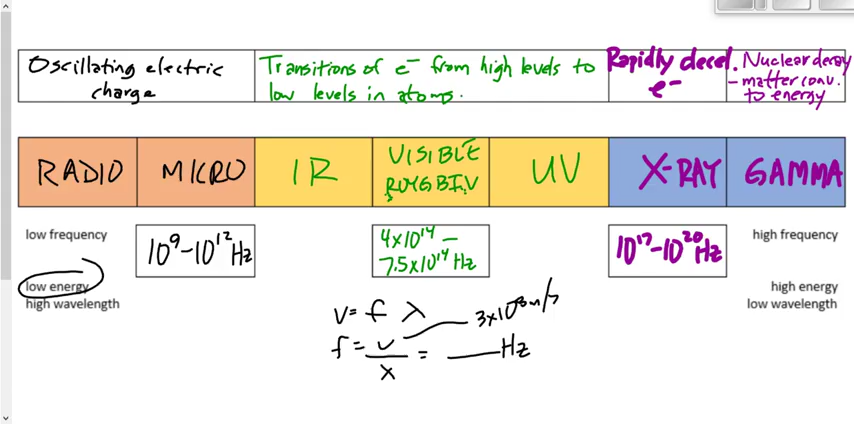 Oscillating electric
charge
Transitions of e⁻ from high levels to
low levels in atoms.
Rapidly decel.
e⁻
Nuclear decay
- matter conv.
to energy
RADIO
MICRO
IR
VISIBLE
ROYGBIV
UV
X-RAY
GAMMA
low frequency
10⁹-10¹² Hz
4x10¹⁴ -
7.5x10¹⁴ Hz
10¹⁷-10²⁰ Hz
high frequency
low energy
high wavelength
high energy
low wavelength
v= f λ
3x10⁸ m/s
f = v/λ = ___ Hz